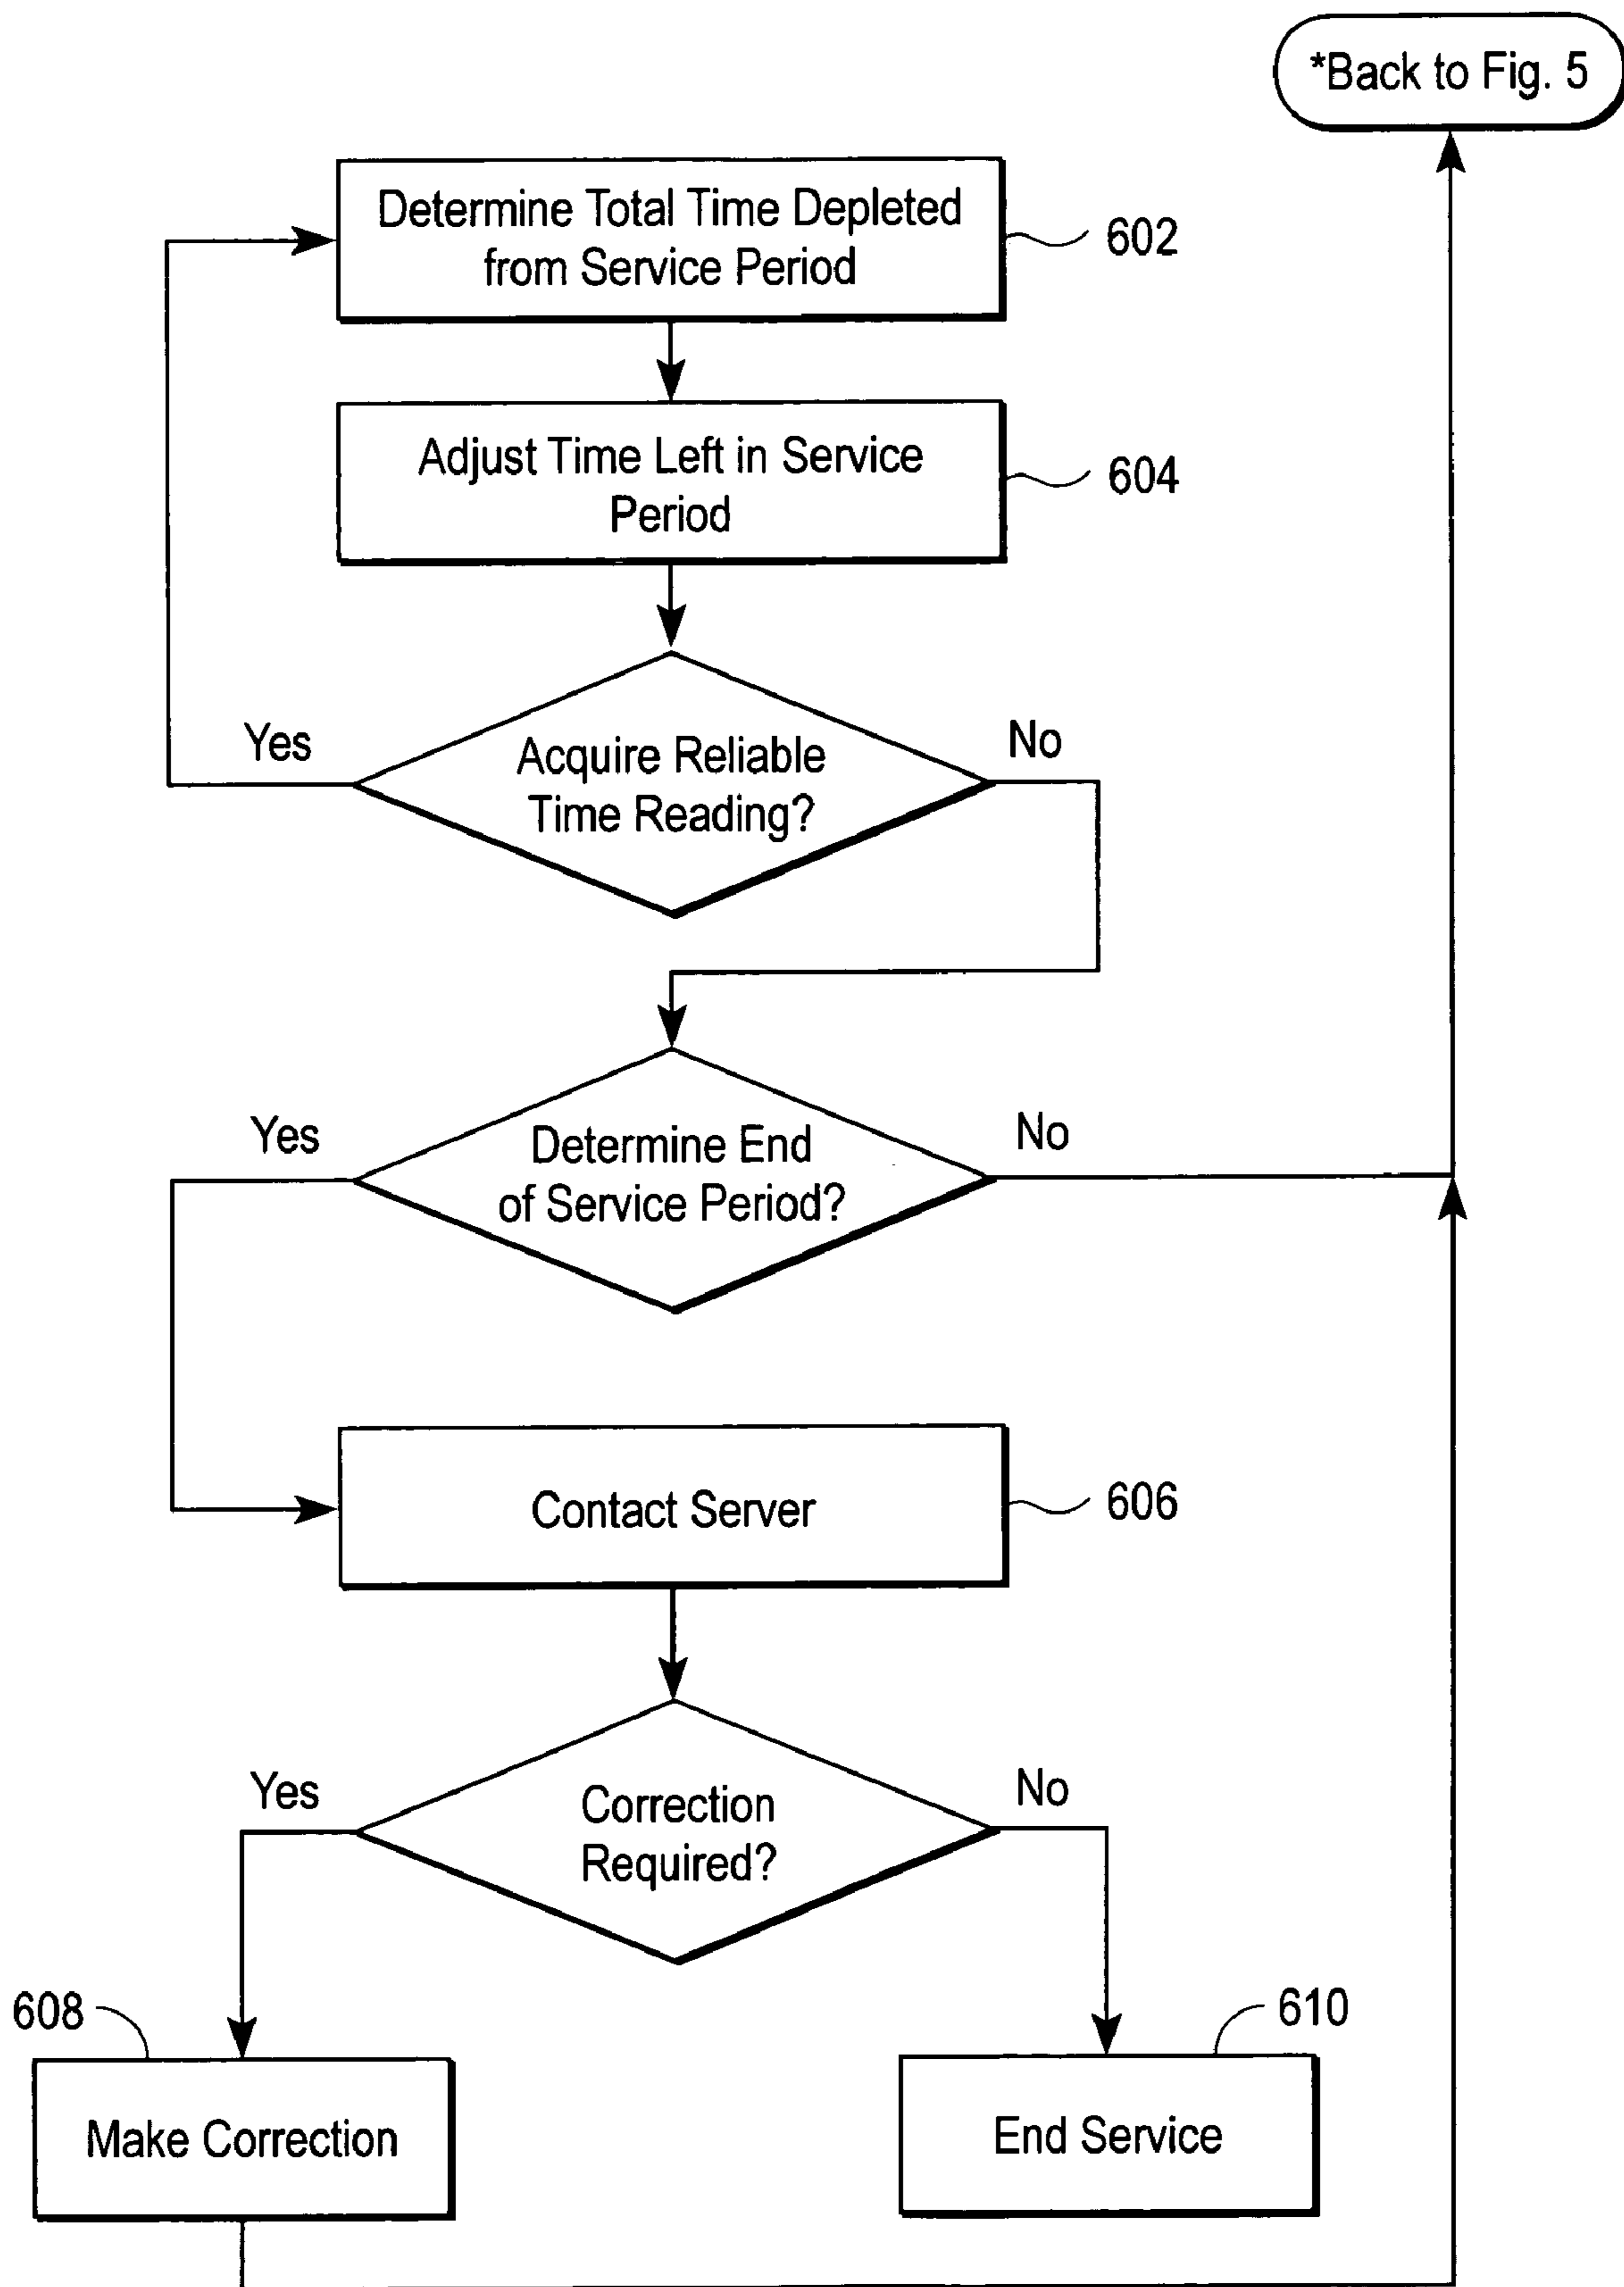 *Back to Fig. 5
Determine Total Time Depleted
from Service Period
602
Adjust Time Left in Service
Period
604
Yes
Acquire Reliable
Time Reading?
No
Yes
Determine End
of Service Period?
No
Contact Server
606
Yes
Correction
Required?
No
608
610
Make Correction
End Service